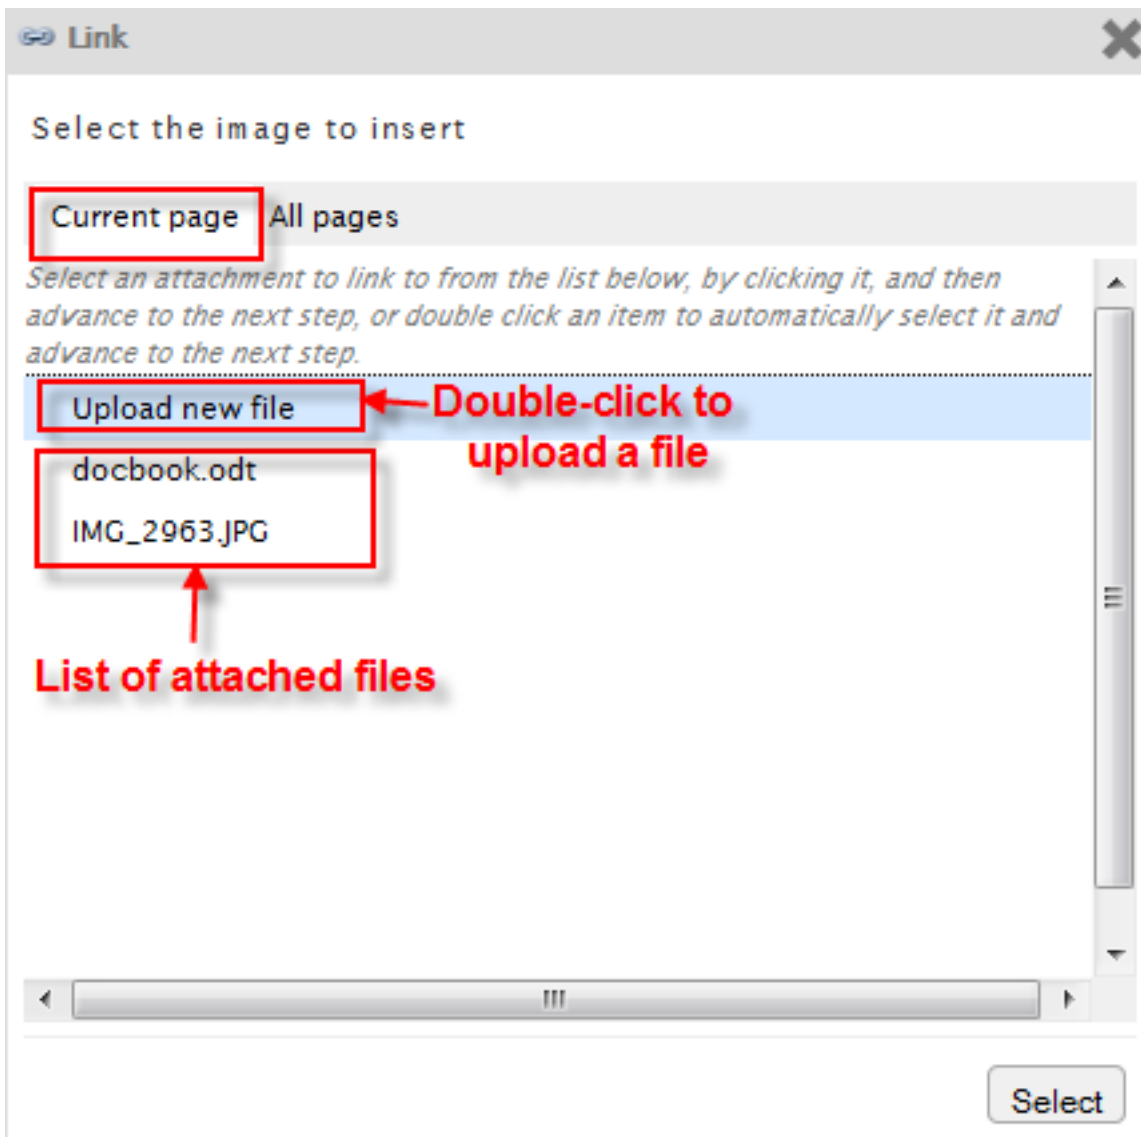 Link
Select the image to insert
Current page All pages
Select an attachment to link to from the list below, by clicking it, and then
advance to the next step, or double click an item to automatically select it and
advance to the next step.
Upload new file
Double-click to
upload a file
docbook.odt
IMG_2963.JPG
List of attached files
Select